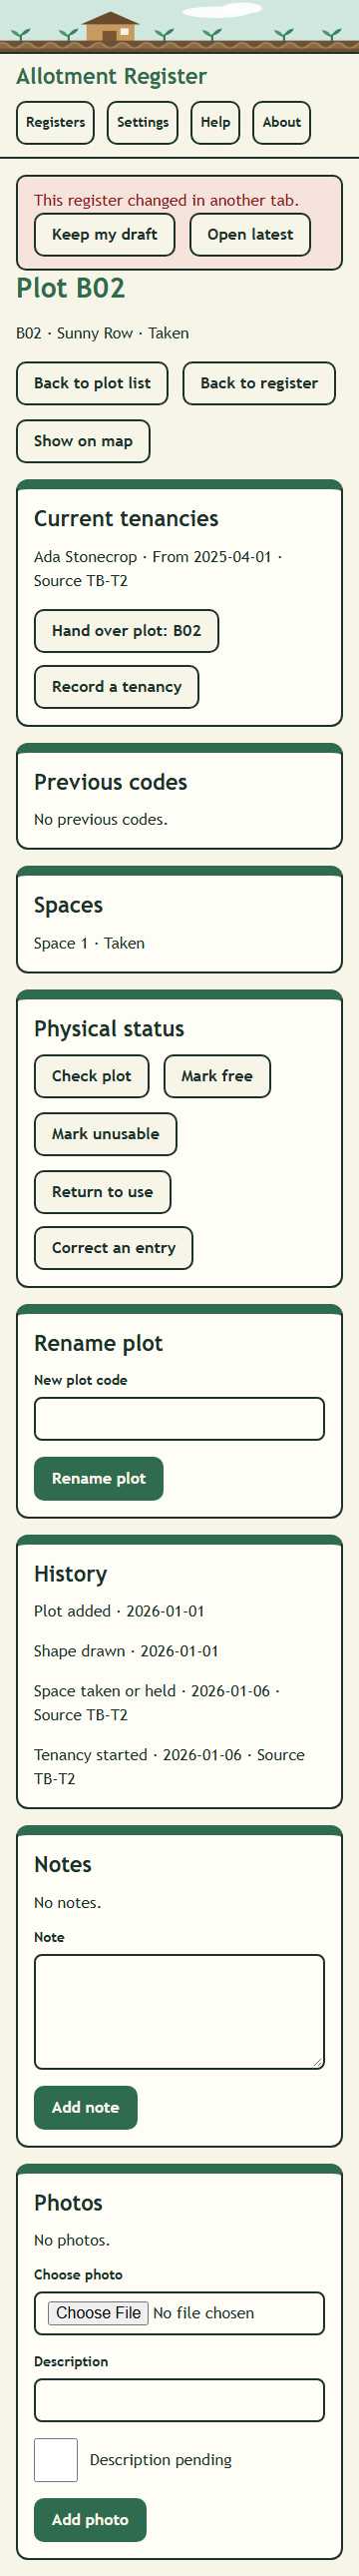 Allotment Register
Registers
Settings
Help
About
This register changed in another tab.
Keep my draft
Open latest
Plot B02
B02 · Sunny Row · Taken
Back to plot list
Back to register
Show on map
Current tenancies
Ada Stonecrop · From 2025-04-01 ·
Source TB-T2
Hand over plot: B02
Record a tenancy
Previous codes
No previous codes.
Spaces
Space 1 · Taken
Physical status
Check plot
Mark free
Mark unusable
Return to use
Correct an entry
Rename plot
New plot code
Rename plot
History
Plot added · 2026-01-01
Shape drawn · 2026-01-01
Space taken or held · 2026-01-06 ·
Source TB-T2
Tenancy started · 2026-01-06 · Source
TB-T2
Notes
No notes.
Note
Add note
Photos
No photos.
Choose photo
Choose File No file chosen
Description
Description pending
Add photo